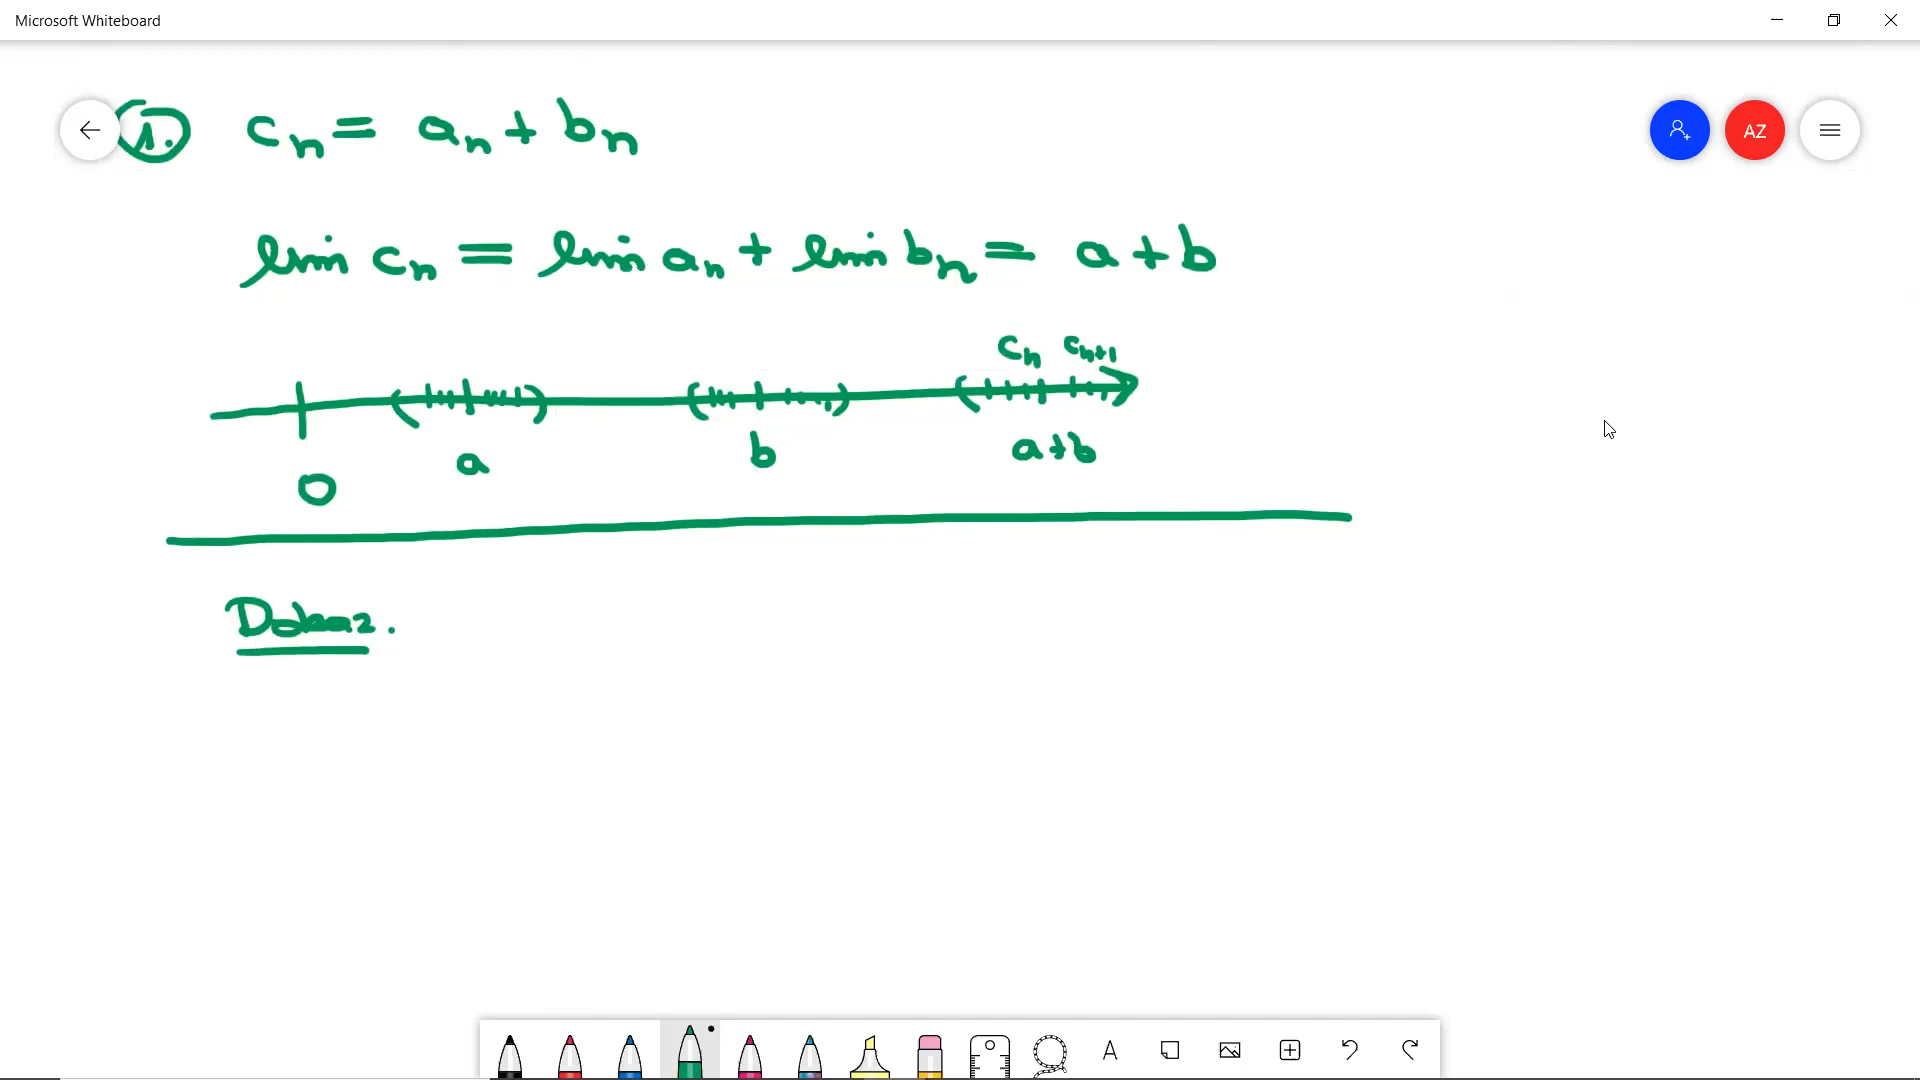 Microsoft Whiteboard
1. cₙ = aₙ + bₙ
AZ
lim cₙ = lim aₙ + lim bₙ = a + b
cₙ cₙ₊₁
a b a+b
0
Dokaz.
A